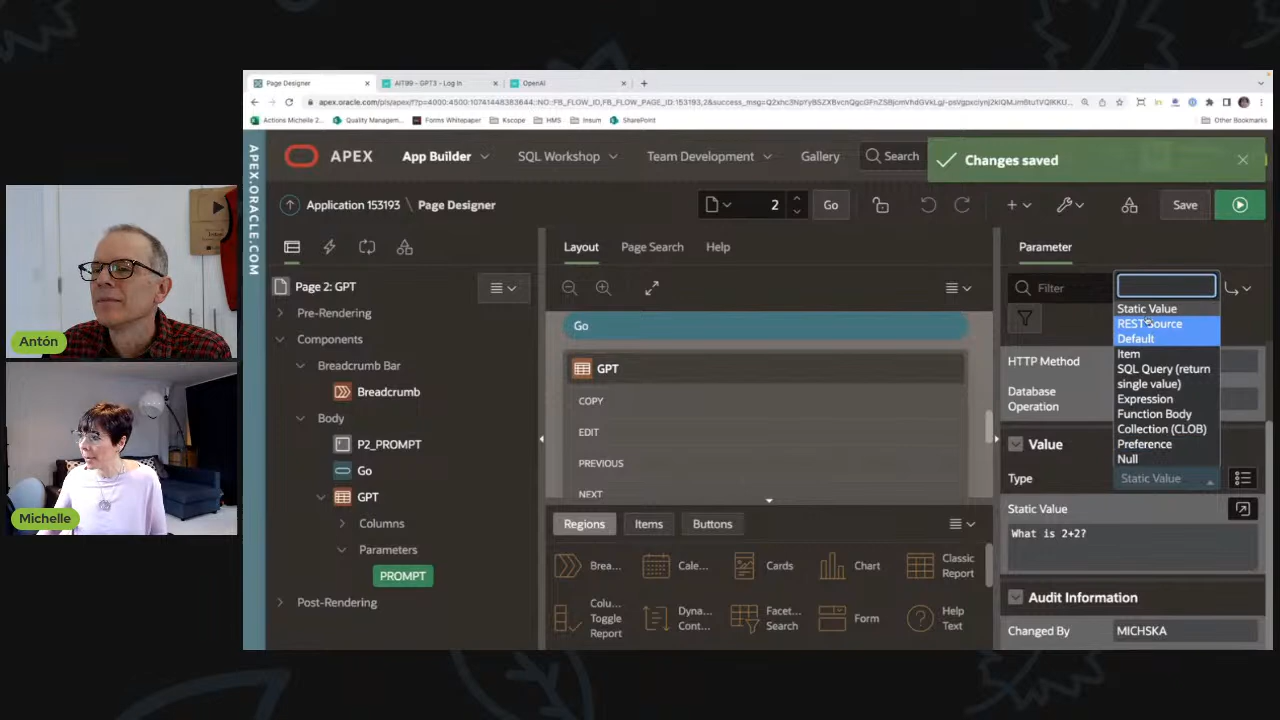 Page Designer
AIT99 - GPT3 - Log In
OpenAI
Actions Michelle 2...
Quality Managem...
Forms Whitepaper
Kscope
HMS
Insum
SharePoint
Other Bookmarks
APEX.ORACLE.COM
APEX
App Builder
SQL Workshop
Team Development
Gallery
Search
Changes saved
Application 153193 \ Page Designer
2
Go
Save
Layout
Page Search
Help
Parameter
Page 2: GPT
Filter
Pre-Rendering
Components
Breadcrumb Bar
Breadcrumb
Body
P2_PROMPT
Go
GPT
Columns
Parameters
PROMPT
Post-Rendering
Go
GPT
COPY
EDIT
PREVIOUS
NEXT
Regions
Items
Buttons
Brea...
Cale...
Cards
Chart
Classic
Report
Colu...
Toggle
Report
Dyna...
Cont...
Facet...
Search
Form
Help
Text
Static Value
REST Source
Default
Item
SQL Query (return
single value)
Expression
Function Body
Collection (CLOB)
Preference
Null
HTTP Method
Database
Operation
Value
Type
Static Value
Static Value
What is 2+2?
Audit Information
Changed By
MICHSKA
Antón
Michelle